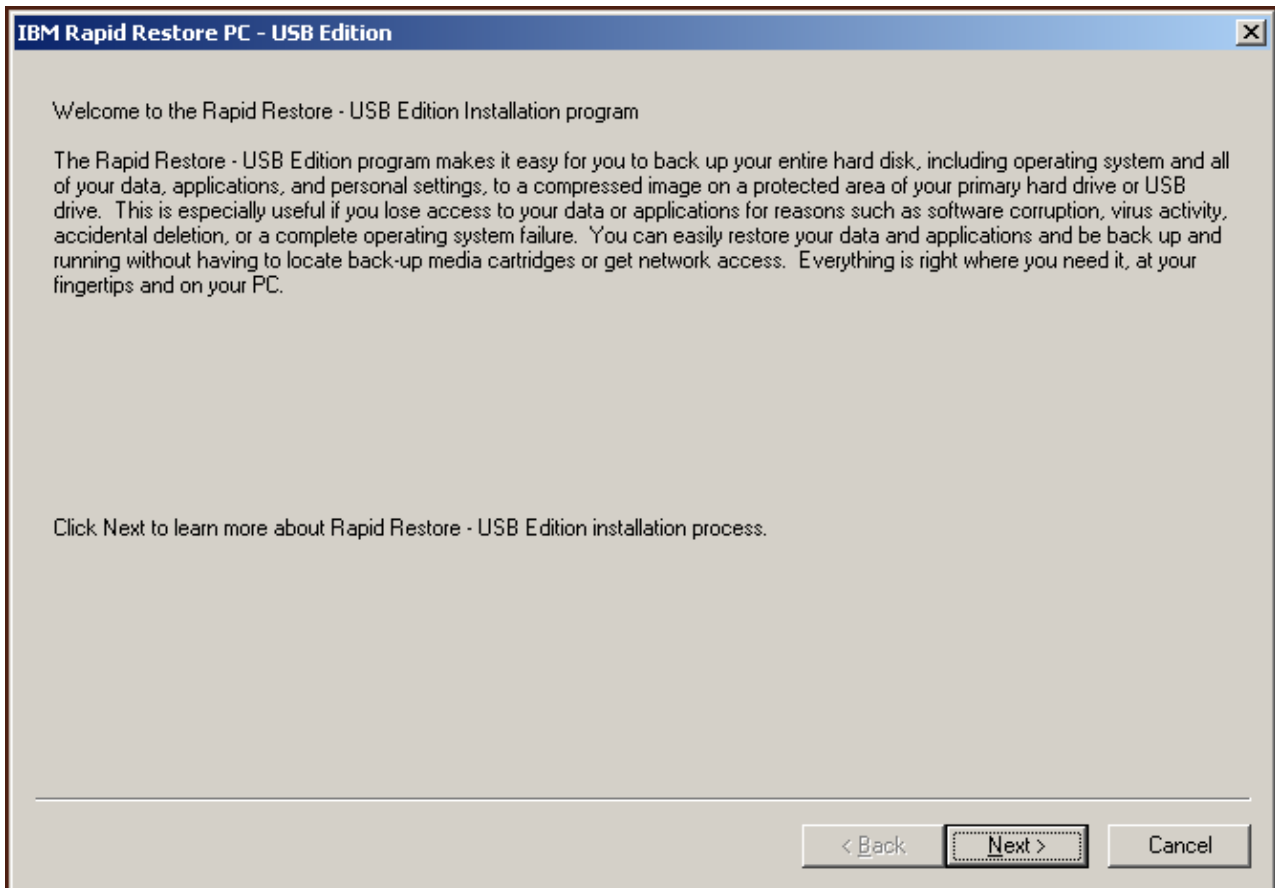 IBM Rapid Restore PC - USB Edition
Welcome to the Rapid Restore - USB Edition Installation program
The Rapid Restore - USB Edition program makes it easy for you to back up your entire hard disk, including operating system and all
of your data, applications, and personal settings, to a compressed image on a protected area of your primary hard drive or USB
drive.  This is especially useful if you lose access to your data or applications for reasons such as software corruption, virus activity,
accidental deletion, or a complete operating system failure.  You can easily restore your data and applications and be back up and
running without having to locate back-up media cartridges or get network access.  Everything is right where you need it, at your
fingertips and on your PC.
Click Next to learn more about Rapid Restore - USB Edition installation process.
< Back Next > Cancel